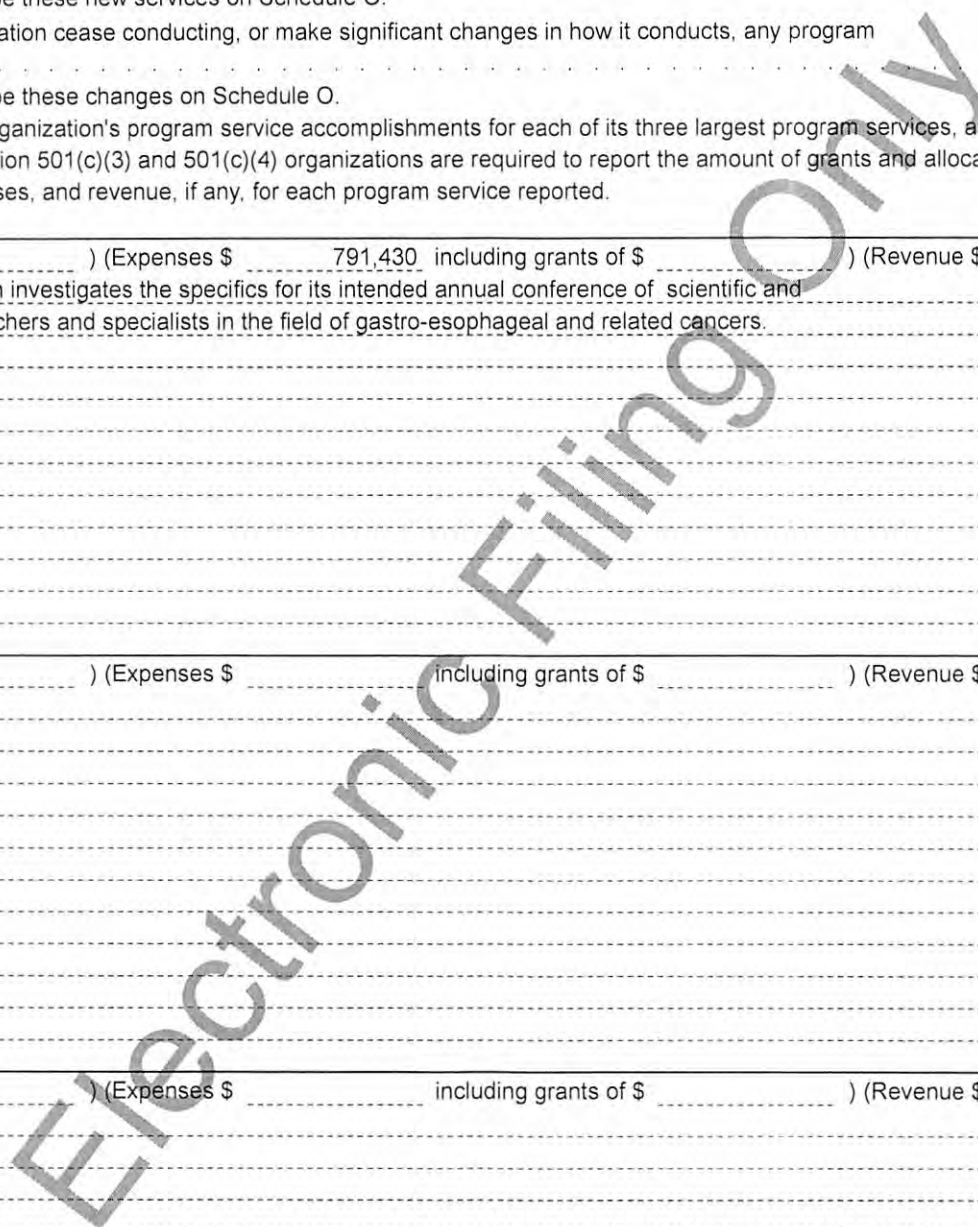 be these new services on Schedule O.
ation cease conducting, or make significant changes in how it conducts, any program
be these changes on Schedule O.
ganization's program service accomplishments for each of its three largest program services, a
ion 501(c)(3) and 501(c)(4) organizations are required to report the amount of grants and alloca
ses, and revenue, if any, for each program service reported.
) (Expenses $ 791,430 including grants of $ ) (Revenue $
n investigates the specifics for its intended annual conference of scientific and
chers and specialists in the field of gastro-esophageal and related cancers.
) (Expenses $ including grants of $ ) (Revenue $
) (Expenses $ including grants of $ ) (Revenue $
Electronic Filing Only